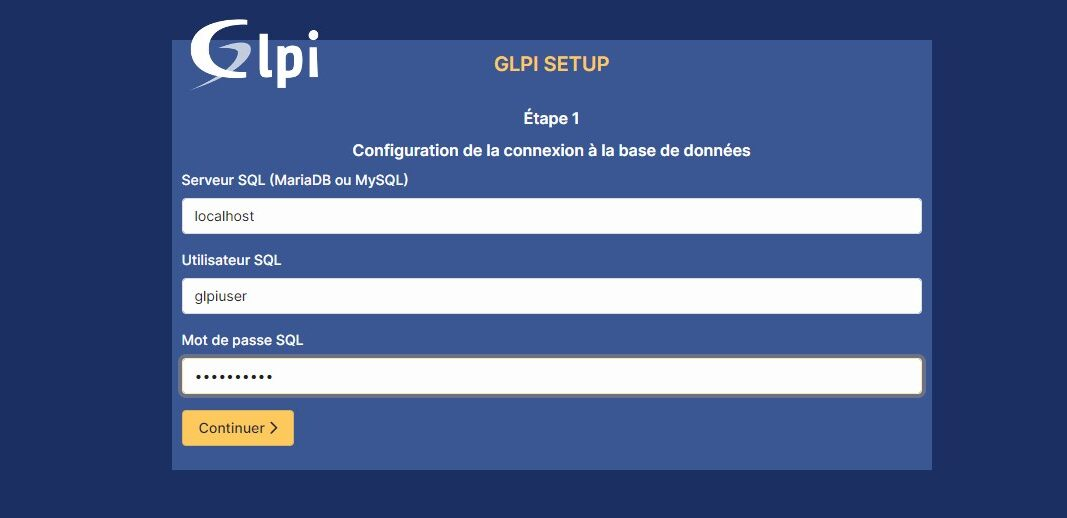 Glpi
GLPI SETUP
Étape 1
Configuration de la connexion à la base de données
Serveur SQL (MariaDB ou MySQL)
localhost
Utilisateur SQL
glpiuser
Mot de passe SQL
••••••••••
Continuer >